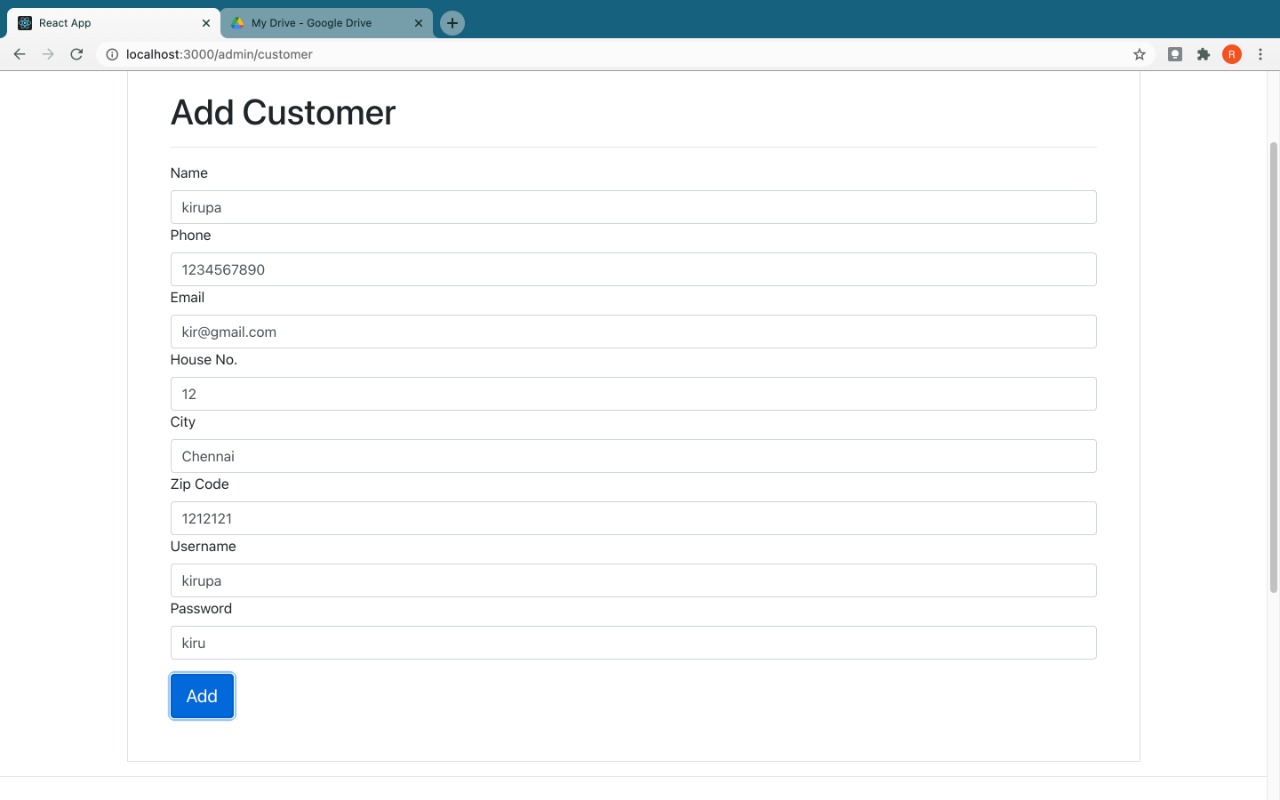 React App
My Drive - Google Drive
localhost:3000/admin/customer
R
Add Customer
Name
kirupa
Phone
1234567890
Email
kir@gmail.com
House No.
12
City
Chennai
Zip Code
1212121
Username
kirupa
Password
kiru
Add